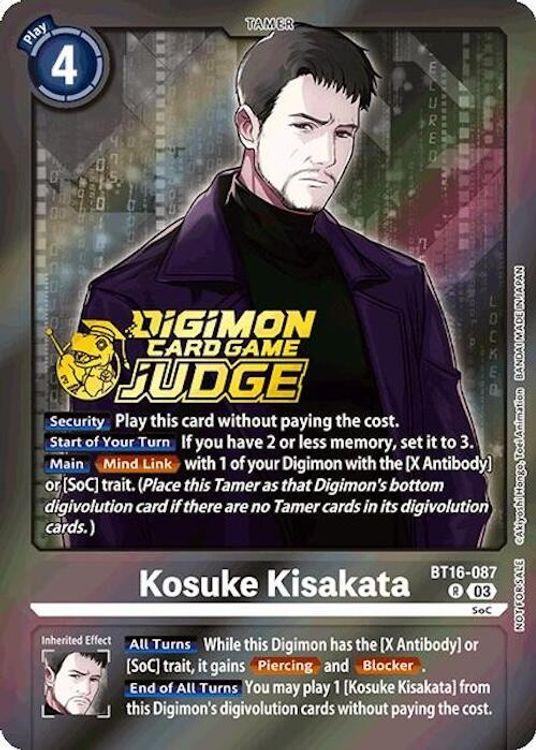 TAMER
Play
4
DIGIMON
CARD GAME
JUDGE
Security Play this card without paying the cost.
Start of Your Turn If you have 2 or less memory, set it to 3.
Main Mind Link with 1 of your Digimon with the [X Antibody]
or [SoC] trait. (Place this Tamer as that Digimon's bottom
digivolution card if there are no Tamer cards in its digivolution
cards.)
©Akiyoshi Hongo, Toei Animation BANDAI MADE IN JAPAN
NOT FOR SALE
Kosuke Kisakata
BT16-087
R 03
SoC
Inherited Effect
All Turns While this Digimon has the [X Antibody] or
[SoC] trait, it gains Piercing and Blocker.
End of All Turns You may play 1 [Kosuke Kisakata] from
this Digimon's digivolution cards without paying the cost.